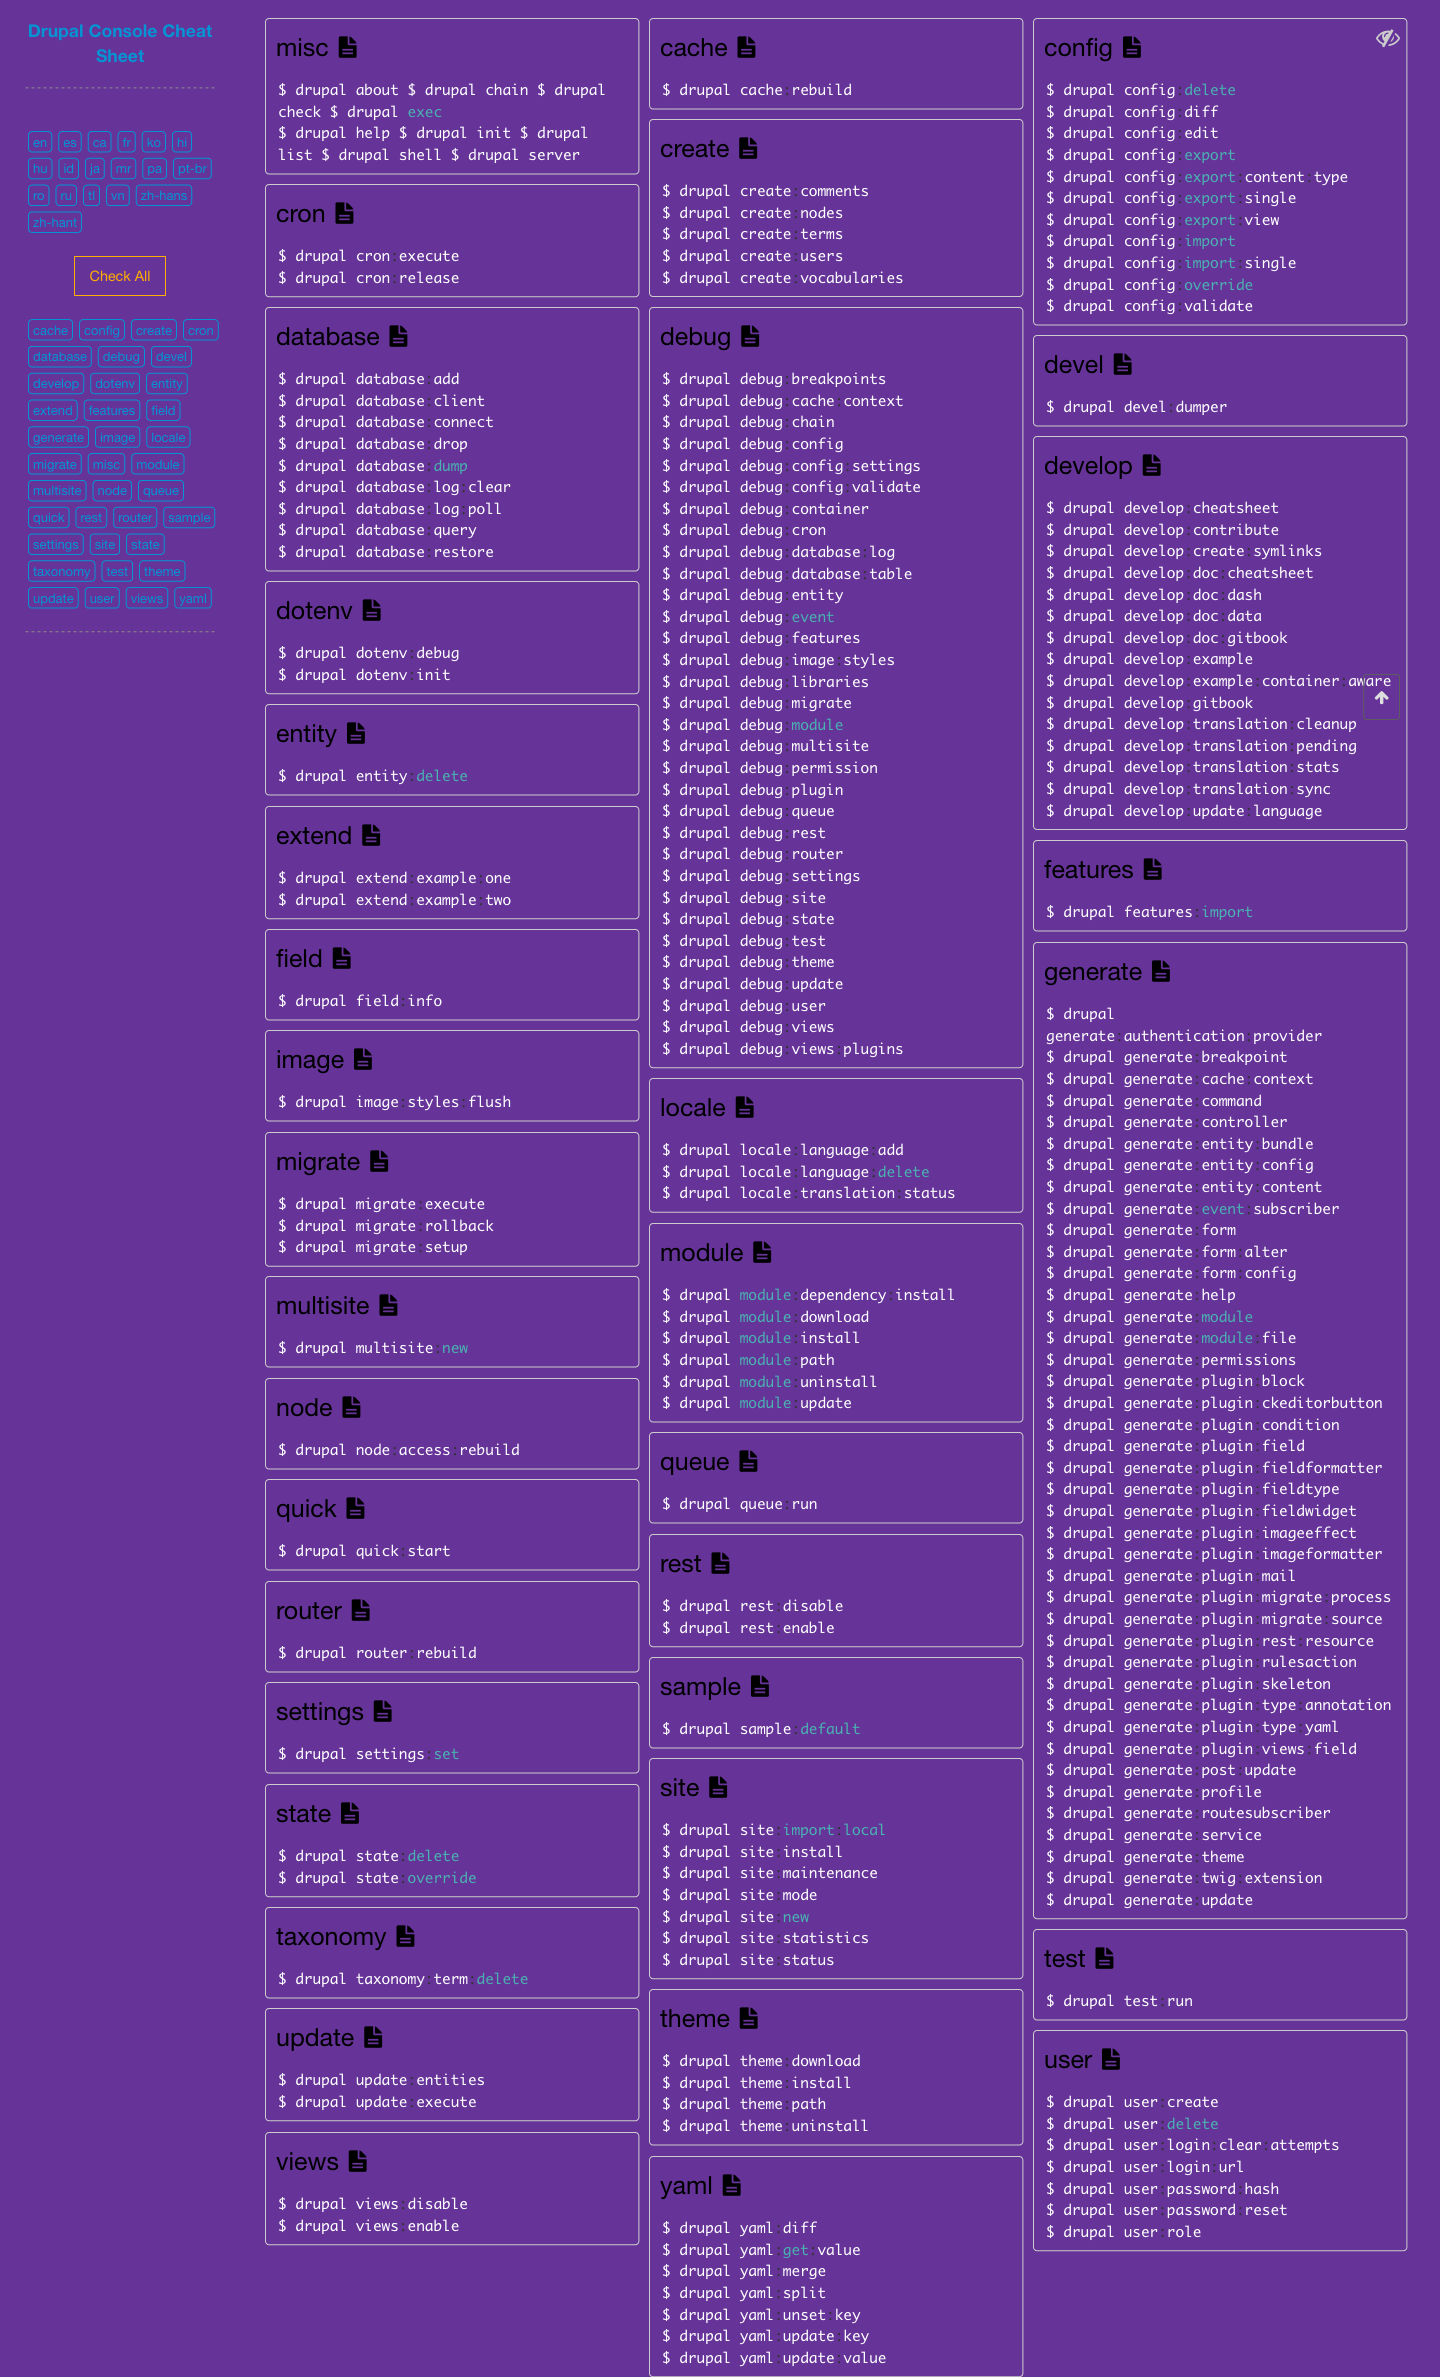 Drupal Console Cheat
Sheet
en es ca fr ko hi
hu id ja mr pa pt-br
ro ru tl vn zh-hans
zh-hant
Check All
cache config create cron
database debug devel
develop dotenv entity
extend features field
generate image locale
migrate misc module
multisite node queue
quick rest router sample
settings site state
taxonomy test theme
update user views yaml
misc
$ drupal about $ drupal chain $ drupal
check $ drupal exec
$ drupal help $ drupal init $ drupal
list $ drupal shell $ drupal server
cron
$ drupal cron:execute
$ drupal cron:release
database
$ drupal database:add
$ drupal database:client
$ drupal database:connect
$ drupal database:drop
$ drupal database:dump
$ drupal database:log:clear
$ drupal database:log:poll
$ drupal database:query
$ drupal database:restore
dotenv
$ drupal dotenv:debug
$ drupal dotenv:init
entity
$ drupal entity:delete
extend
$ drupal extend:example:one
$ drupal extend:example:two
field
$ drupal field:info
image
$ drupal image:styles:flush
migrate
$ drupal migrate:execute
$ drupal migrate:rollback
$ drupal migrate:setup
multisite
$ drupal multisite:new
node
$ drupal node:access:rebuild
quick
$ drupal quick:start
router
$ drupal router:rebuild
settings
$ drupal settings:set
state
$ drupal state:delete
$ drupal state:override
taxonomy
$ drupal taxonomy:term:delete
update
$ drupal update:entities
$ drupal update:execute
views
$ drupal views:disable
$ drupal views:enable
cache
$ drupal cache:rebuild
create
$ drupal create:comments
$ drupal create:nodes
$ drupal create:terms
$ drupal create:users
$ drupal create:vocabularies
debug
$ drupal debug:breakpoints
$ drupal debug:cache:context
$ drupal debug:chain
$ drupal debug:config
$ drupal debug:config:settings
$ drupal debug:config:validate
$ drupal debug:container
$ drupal debug:cron
$ drupal debug:database:log
$ drupal debug:database:table
$ drupal debug:entity
$ drupal debug:event
$ drupal debug:features
$ drupal debug:image:styles
$ drupal debug:libraries
$ drupal debug:migrate
$ drupal debug:module
$ drupal debug:multisite
$ drupal debug:permission
$ drupal debug:plugin
$ drupal debug:queue
$ drupal debug:rest
$ drupal debug:router
$ drupal debug:settings
$ drupal debug:site
$ drupal debug:state
$ drupal debug:test
$ drupal debug:theme
$ drupal debug:update
$ drupal debug:user
$ drupal debug:views
$ drupal debug:views:plugins
locale
$ drupal locale:language:add
$ drupal locale:language:delete
$ drupal locale:translation:status
module
$ drupal module:dependency:install
$ drupal module:download
$ drupal module:install
$ drupal module:path
$ drupal module:uninstall
$ drupal module:update
queue
$ drupal queue:run
rest
$ drupal rest:disable
$ drupal rest:enable
sample
$ drupal sample:default
site
$ drupal site:import:local
$ drupal site:install
$ drupal site:maintenance
$ drupal site:mode
$ drupal site:new
$ drupal site:statistics
$ drupal site:status
theme
$ drupal theme:download
$ drupal theme:install
$ drupal theme:path
$ drupal theme:uninstall
yaml
$ drupal yaml:diff
$ drupal yaml:get:value
$ drupal yaml:merge
$ drupal yaml:split
$ drupal yaml:unset:key
$ drupal yaml:update:key
$ drupal yaml:update:value
config
$ drupal config:delete
$ drupal config:diff
$ drupal config:edit
$ drupal config:export
$ drupal config:export:content:type
$ drupal config:export:single
$ drupal config:export:view
$ drupal config:import
$ drupal config:import:single
$ drupal config:override
$ drupal config:validate
devel
$ drupal devel:dumper
develop
$ drupal develop:cheatsheet
$ drupal develop:contribute
$ drupal develop:create:symlinks
$ drupal develop:doc:cheatsheet
$ drupal develop:doc:dash
$ drupal develop:doc:data
$ drupal develop:doc:gitbook
$ drupal develop:example
$ drupal develop:example:container:aware
$ drupal develop:gitbook
$ drupal develop:translation:cleanup
$ drupal develop:translation:pending
$ drupal develop:translation:stats
$ drupal develop:translation:sync
$ drupal develop:update:language
features
$ drupal features:import
generate
$ drupal
generate:authentication:provider
$ drupal generate:breakpoint
$ drupal generate:cache:context
$ drupal generate:command
$ drupal generate:controller
$ drupal generate:entity:bundle
$ drupal generate:entity:config
$ drupal generate:entity:content
$ drupal generate:event:subscriber
$ drupal generate:form
$ drupal generate:form:alter
$ drupal generate:form:config
$ drupal generate:help
$ drupal generate:module
$ drupal generate:module:file
$ drupal generate:permissions
$ drupal generate:plugin:block
$ drupal generate:plugin:ckeditorbutton
$ drupal generate:plugin:condition
$ drupal generate:plugin:field
$ drupal generate:plugin:fieldformatter
$ drupal generate:plugin:fieldtype
$ drupal generate:plugin:fieldwidget
$ drupal generate:plugin:imageeffect
$ drupal generate:plugin:imageformatter
$ drupal generate:plugin:mail
$ drupal generate:plugin:migrate:process
$ drupal generate:plugin:migrate:source
$ drupal generate:plugin:rest:resource
$ drupal generate:plugin:rulesaction
$ drupal generate:plugin:skeleton
$ drupal generate:plugin:type:annotation
$ drupal generate:plugin:type:yaml
$ drupal generate:plugin:views:field
$ drupal generate:post:update
$ drupal generate:profile
$ drupal generate:routesubscriber
$ drupal generate:service
$ drupal generate:theme
$ drupal generate:twig:extension
$ drupal generate:update
test
$ drupal test:run
user
$ drupal user:create
$ drupal user:delete
$ drupal user:login:clear:attempts
$ drupal user:login:url
$ drupal user:password:hash
$ drupal user:password:reset
$ drupal user:role